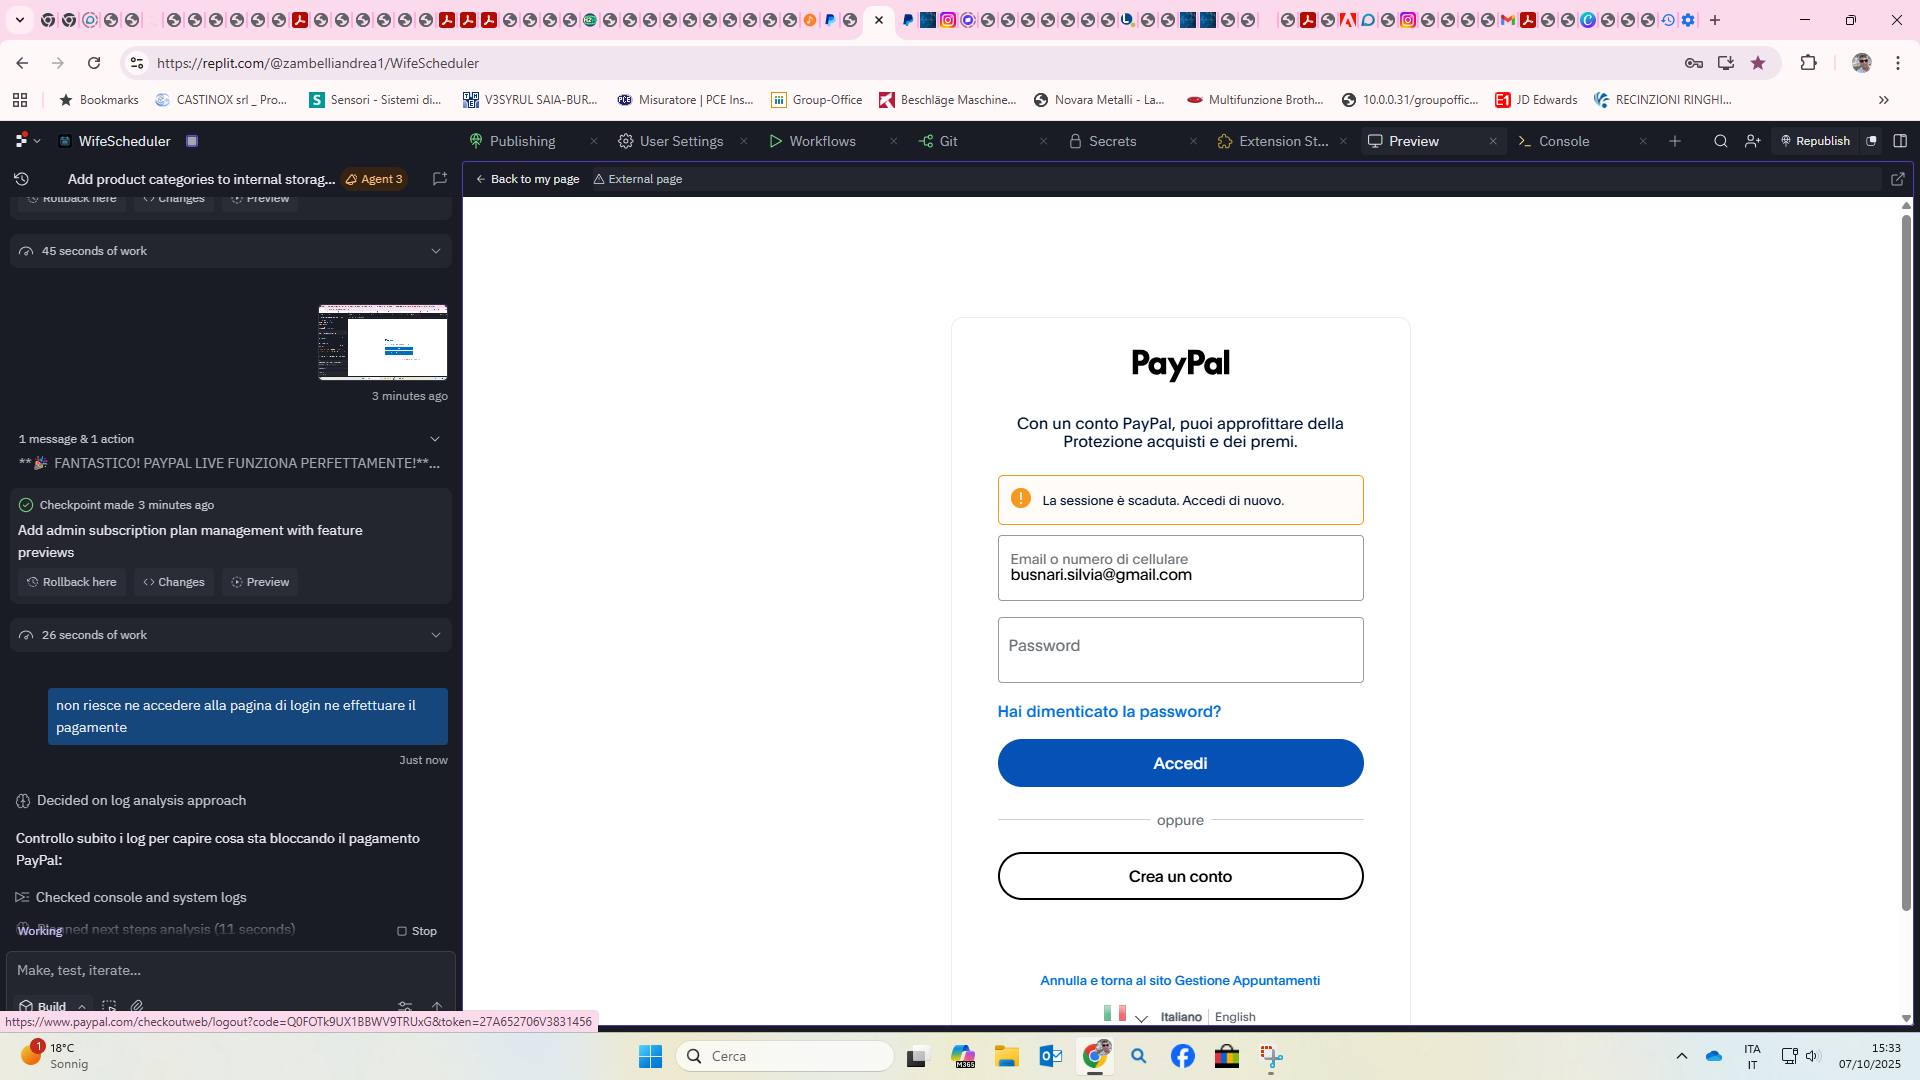 https://replit.com/@zambelliandrea1/WifeScheduler
Bookmarks
CASTINOX srl _ Pro...
Sensori - Sistemi di...
V3SYRUL SAIA-BUR...
Misuratore | PCE Ins...
Group-Office
Beschläge Maschine...
Novara Metalli - La...
Multifunzione Broth...
10.0.0.31/groupoffic...
JD Edwards
RECINZIONI RINGHI...
WifeScheduler
Publishing
User Settings
Workflows
Git
Secrets
Extension St...
Preview
Console
Republish
Add product categories to internal storag...
Agent 3
Back to my page
External page
Rollback here
Changes
Preview
45 seconds of work
3 minutes ago
1 message & 1 action
**🎉 FANTASTICO! PAYPAL LIVE FUNZIONA PERFETTAMENTE!**...
Checkpoint made 3 minutes ago
Add admin subscription plan management with feature
previews
Rollback here
Changes
Preview
26 seconds of work
non riesce ne accedere alla pagina di login ne effettuare il
pagamente
Just now
Decided on log analysis approach
Controllo subito i log per capire cosa sta bloccando il pagamento
PayPal:
Checked console and system logs
Working
Planned next steps analysis (11 seconds)
Stop
Make, test, iterate...
Build
https://www.paypal.com/checkoutweb/logout?code=Q0FOTk9UX1BBWV9TRUxG&token=27A652706V3831456
PayPal
Con un conto PayPal, puoi approfittare della
Protezione acquisti e dei premi.
La sessione è scaduta. Accedi di nuovo.
Email o numero di cellulare
busnari.silvia@gmail.com
Password
Hai dimenticato la password?
Accedi
oppure
Crea un conto
Annulla e torna al sito Gestione Appuntamenti
Italiano
English
1
18°C
Sonnig
Cerca
M365
ITA
IT
15:33
07/10/2025